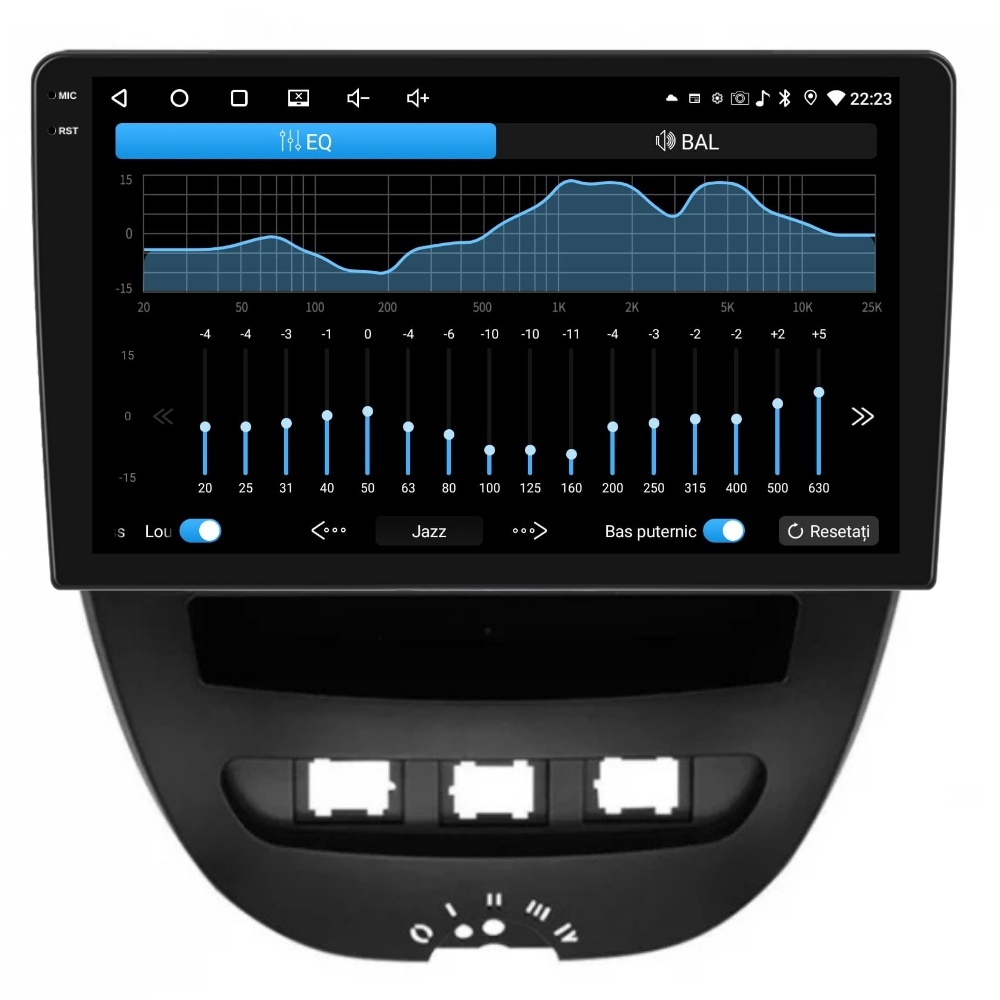 MIC
22:23
RST
EQ
BAL
15
0
-15
20 50 100 200 500 1K 2K 5K 10K 25K
-4 -4 -3 -1 0 -4 -6 -10 -10 -11 -4 -3 -2 -2 +2 +5
15
0
-15
20 25 31 40 50 63 80 100 125 160 200 250 315 400 500 630
s Lou Jazz Bas puternic Resetați
O I II III IV